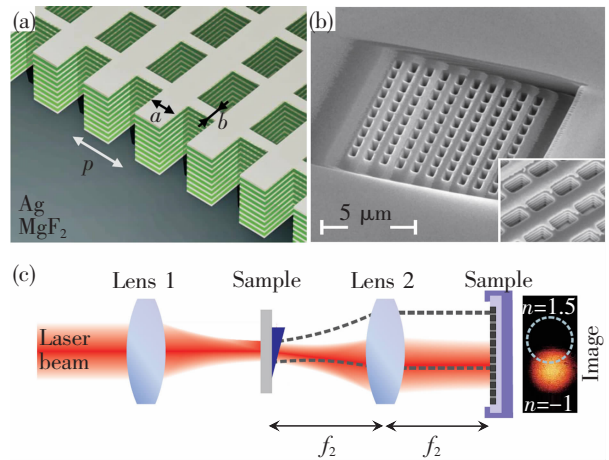 (a)
a
b
p
Ag
MgF₂
(b)
5 μm
(c)
Lens 1
Sample
Lens 2
Sample
Laser
beam
n=1.5
n=−1
Image
f₂
f₂